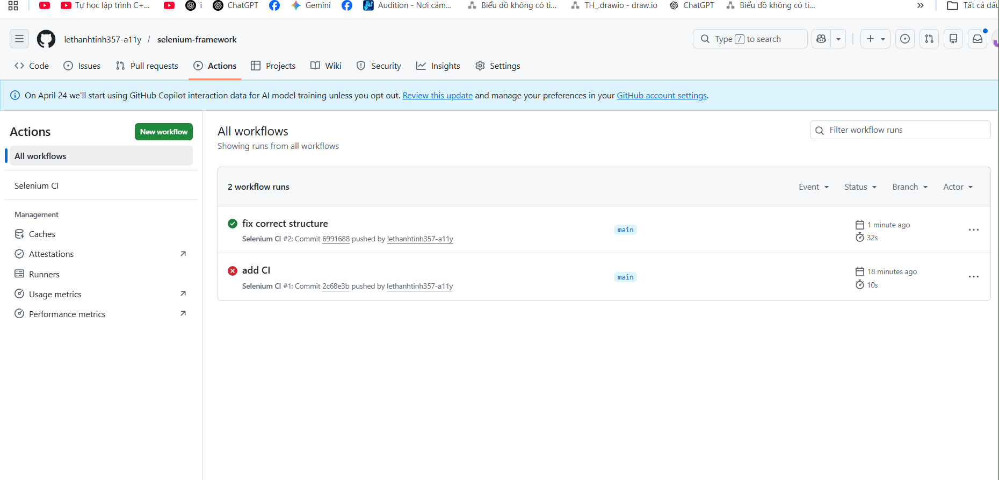 Tự học lập trình C+...
i
ChatGPT
Gemini
Audition - Nơi cảm...
Biểu đồ không có ti...
TH_.drawio - draw.io
ChatGPT
Biểu đồ không có ti...
Tất cả dấu
lethanhtinh357-a11y / selenium-framework
Type / to search
Code
Issues
Pull requests
Actions
Projects
Wiki
Security
Insights
Settings
On April 24 we'll start using GitHub Copilot interaction data for AI model training unless you opt out. Review this update and manage your preferences in your GitHub account settings.
Actions
New workflow
All workflows
Selenium CI
Management
Caches
Attestations
Runners
Usage metrics
Performance metrics
All workflows
Showing runs from all workflows
Filter workflow runs
2 workflow runs
Event
Status
Branch
Actor
fix correct structure
Selenium CI #2: Commit 6991688 pushed by lethanhtinh357-a11y
main
1 minute ago
32s
add CI
Selenium CI #1: Commit 2c68e3b pushed by lethanhtinh357-a11y
main
18 minutes ago
10s